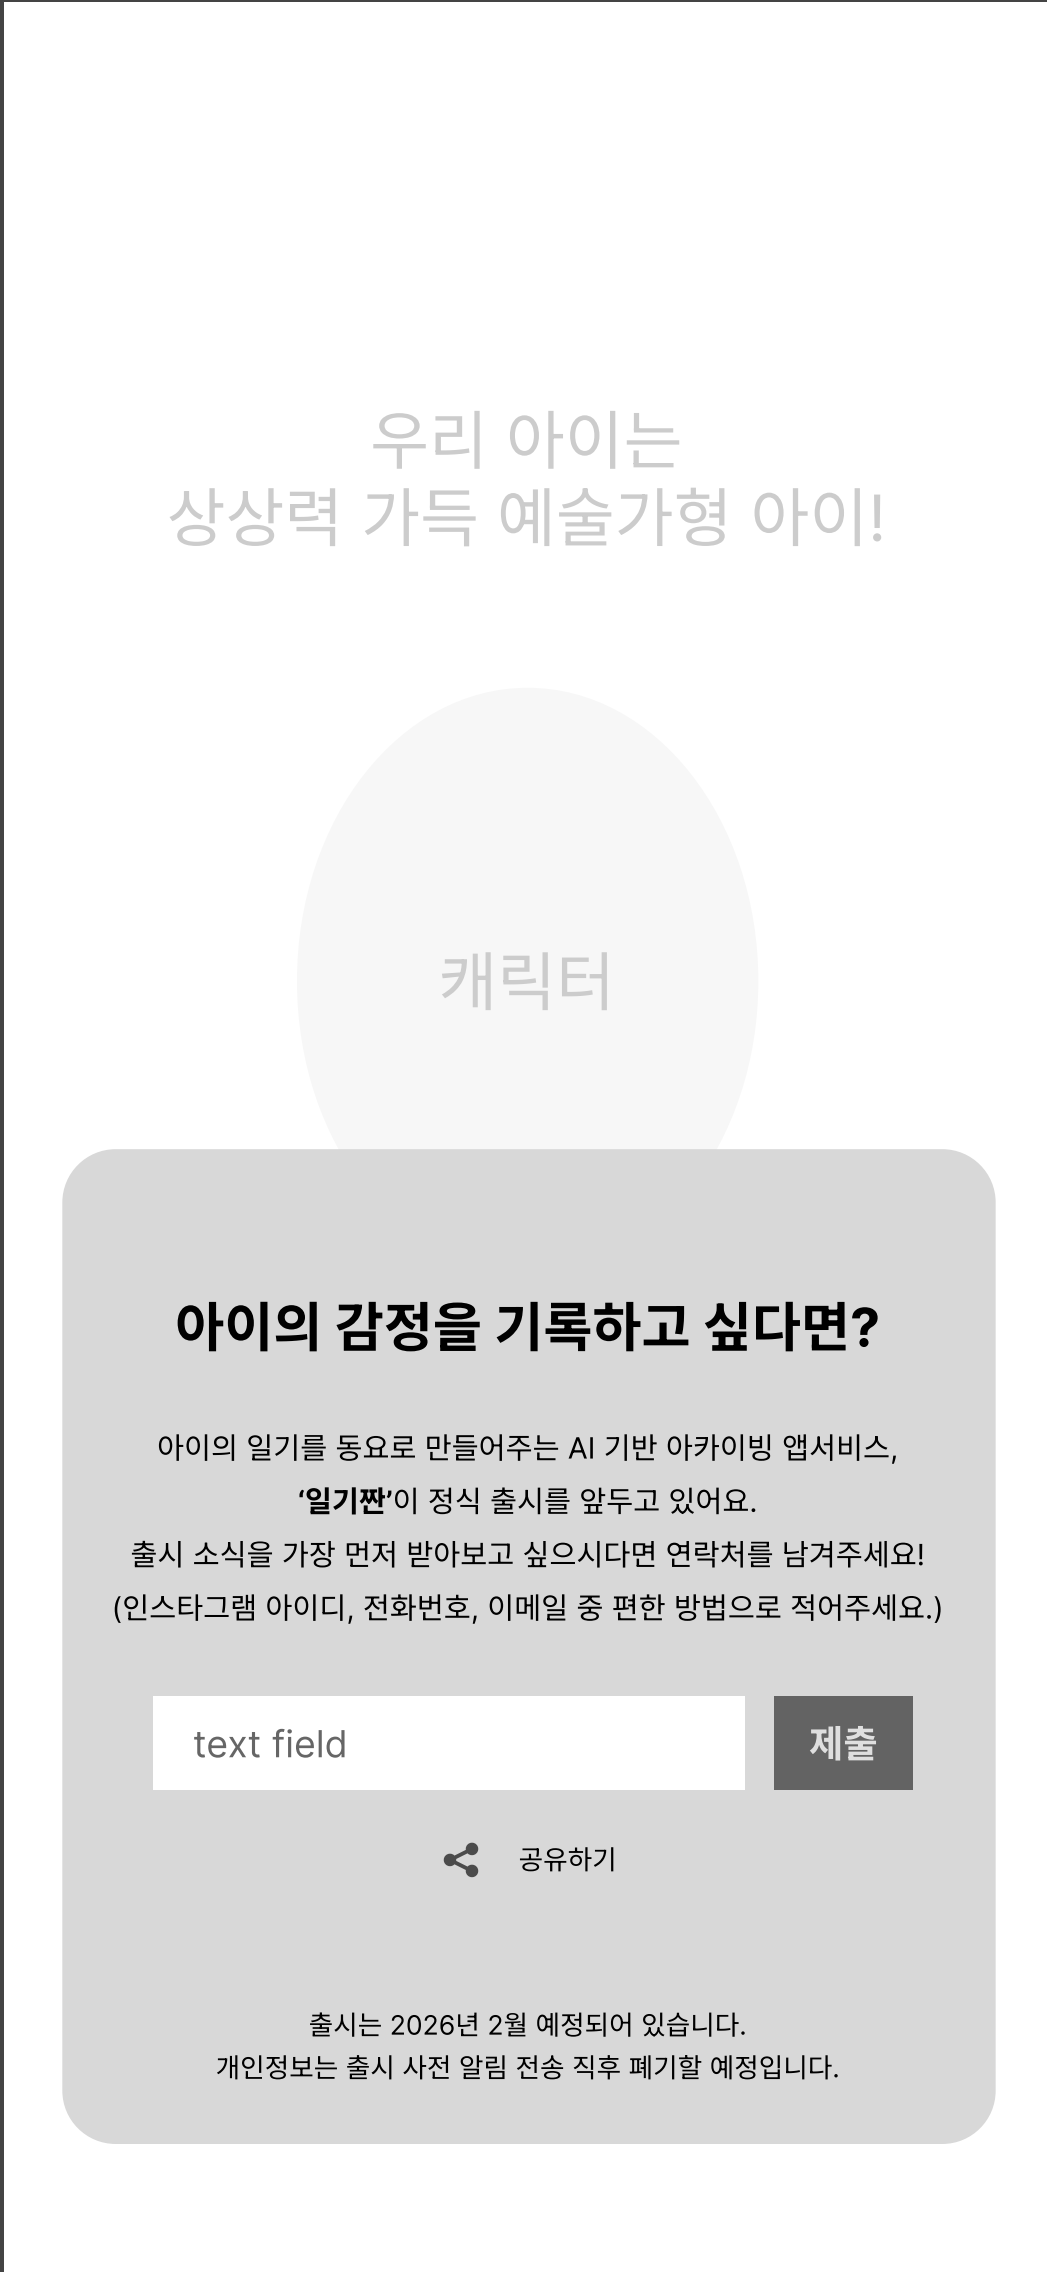 우리 아이는
상상력 가득 예술가형 아이!
캐릭터
아이의 감정을 기록하고 싶다면?
아이의 일기를 동요로 만들어주는 AI 기반 아카이빙 앱서비스,
‘일기짠’이 정식 출시를 앞두고 있어요.
출시 소식을 가장 먼저 받아보고 싶으시다면 연락처를 남겨주세요!
(인스타그램 아이디, 전화번호, 이메일 중 편한 방법으로 적어주세요.)
text field 제출
공유하기
출시는 2026년 2월 예정되어 있습니다.
개인정보는 출시 사전 알림 전송 직후 폐기할 예정입니다.